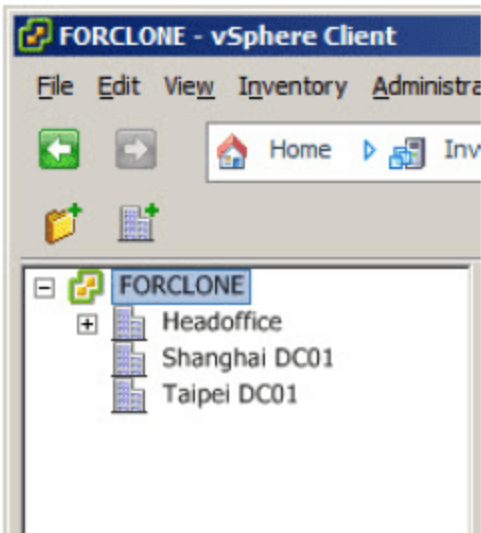 FORCLONE - vSphere Client
File Edit View Inventory Administra
Home Inv
FORCLONE
Headoffice
Shanghai DC01
Taipei DC01